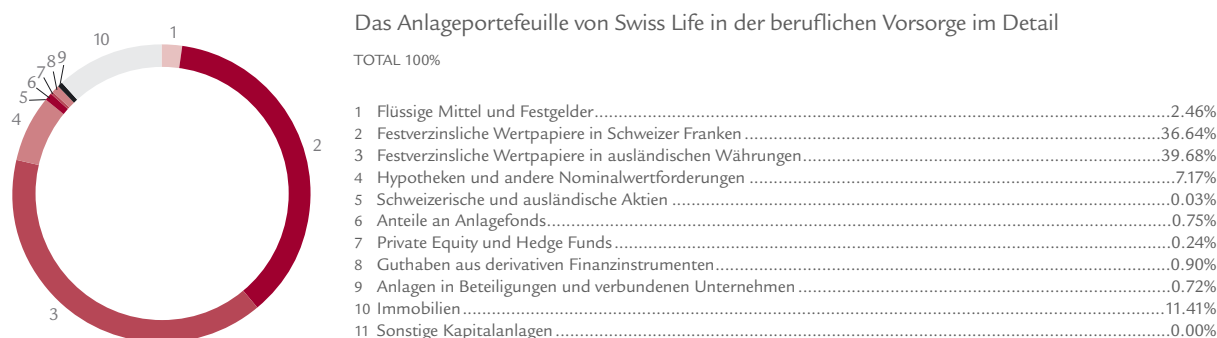 Das Anlageportefeuille von Swiss Life in der beruflichen Vorsorge im Detail
TOTAL 100%
1 Flüssige Mittel und Festgelder 2.46%
2 Festverzinsliche Wertpapiere in Schweizer Franken 36.64%
3 Festverzinsliche Wertpapiere in ausländischen Währungen 39.68%
4 Hypotheken und andere Nominalwertforderungen 7.17%
5 Schweizerische und ausländische Aktien 0.03%
6 Anteile an Anlagefonds 0.75%
7 Private Equity und Hedge Funds 0.24%
8 Guthaben aus derivativen Finanzinstrumenten 0.90%
9 Anlagen in Beteiligungen und verbundenen Unternehmen 0.72%
10 Immobilien 11.41%
11 Sonstige Kapitalanlagen 0.00%
1
2
3
4
5
6
7
8
9
10